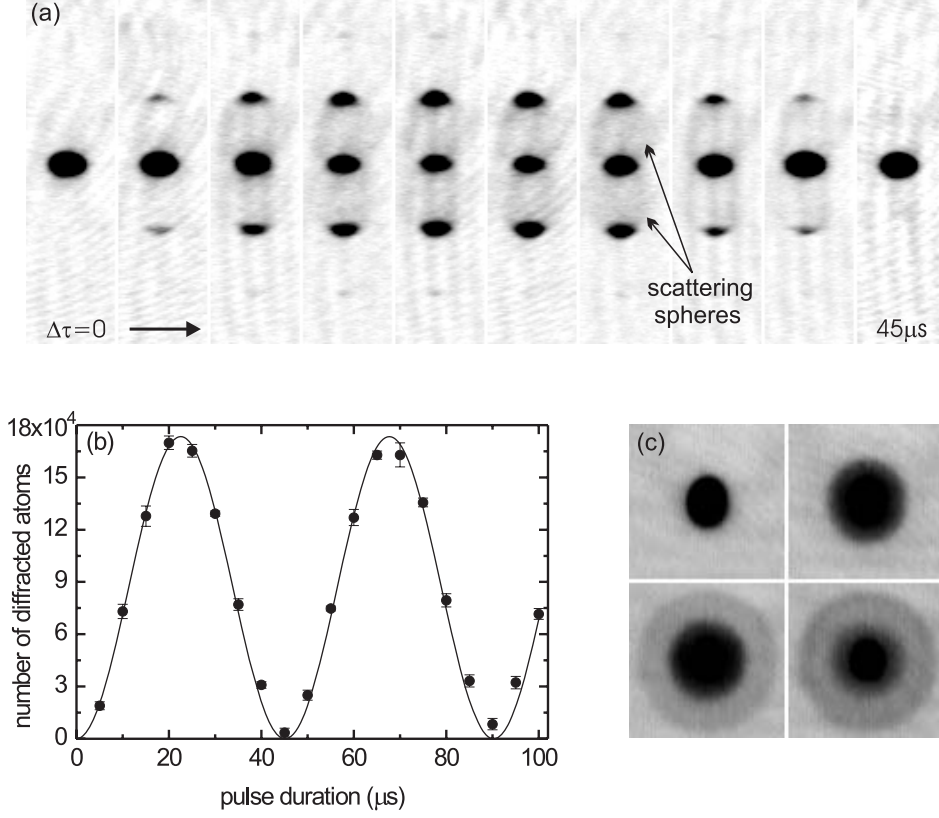 (a)
scattering
spheres
Δτ=0
45μs
(b)
18x10⁴
15
12
9
6
3
0
number of diffracted atoms
0 20 40 60 80 100
pulse duration (μs)
(c)